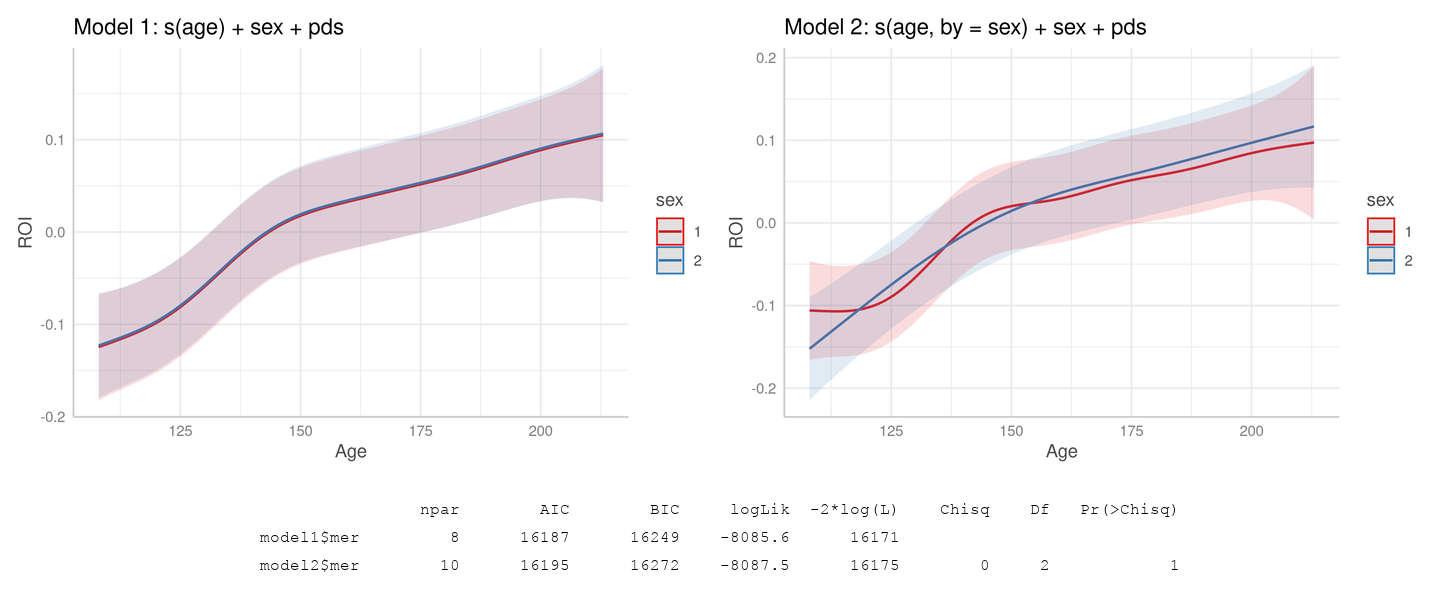 Model 1: s(age) + sex + pds
ROI
0.1
0.0
-0.1
-0.2
125 150 175 200
Age
sex
1
2
Model 2: s(age, by = sex) + sex + pds
ROI
0.2
0.1
0.0
-0.1
-0.2
125 150 175 200
Age
sex
1
2
npar AIC BIC logLik -2*log(L) Chisq Df Pr(>Chisq)
model1$mer 8 16187 16249 -8085.6 16171
model2$mer 10 16195 16272 -8087.5 16175 0 2 1